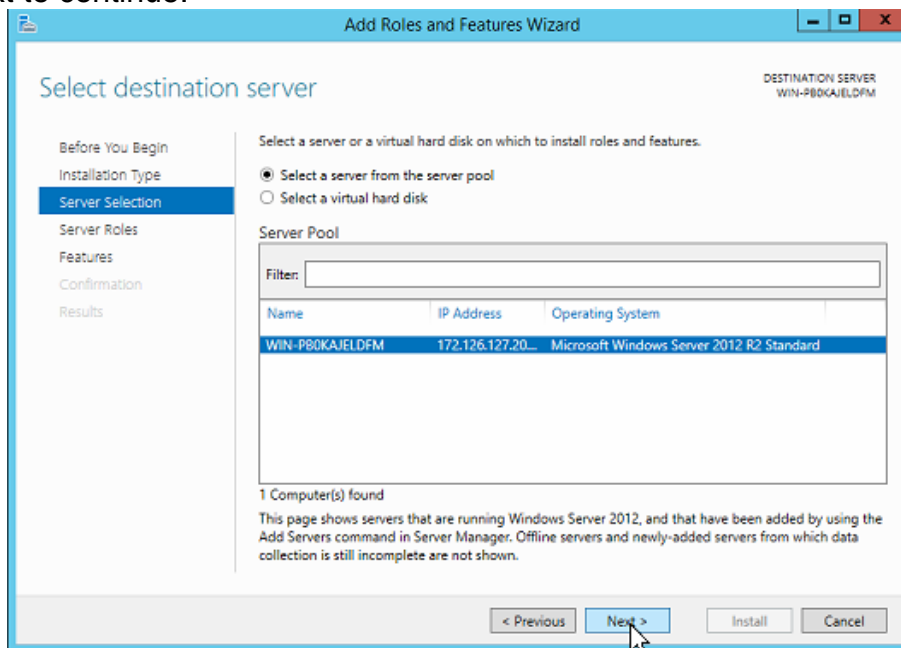 to continue.
Add Roles and Features Wizard
Select destination server
DESTINATION SERVER
WIN-PB0KAJELDFM
Before You Begin
Installation Type
Server Selection
Server Roles
Features
Confirmation
Results
Select a server or a virtual hard disk on which to install roles and features.
Select a server from the server pool
Select a virtual hard disk
Server Pool
Filter:
Name IP Address Operating System
WIN-PB0KAJELDFM 172.126.127.20... Microsoft Windows Server 2012 R2 Standard
1 Computer(s) found
This page shows servers that are running Windows Server 2012, and that have been added by using the
Add Servers command in Server Manager. Offline servers and newly-added servers from which data
collection is still incomplete are not shown.
< Previous Next > Install Cancel